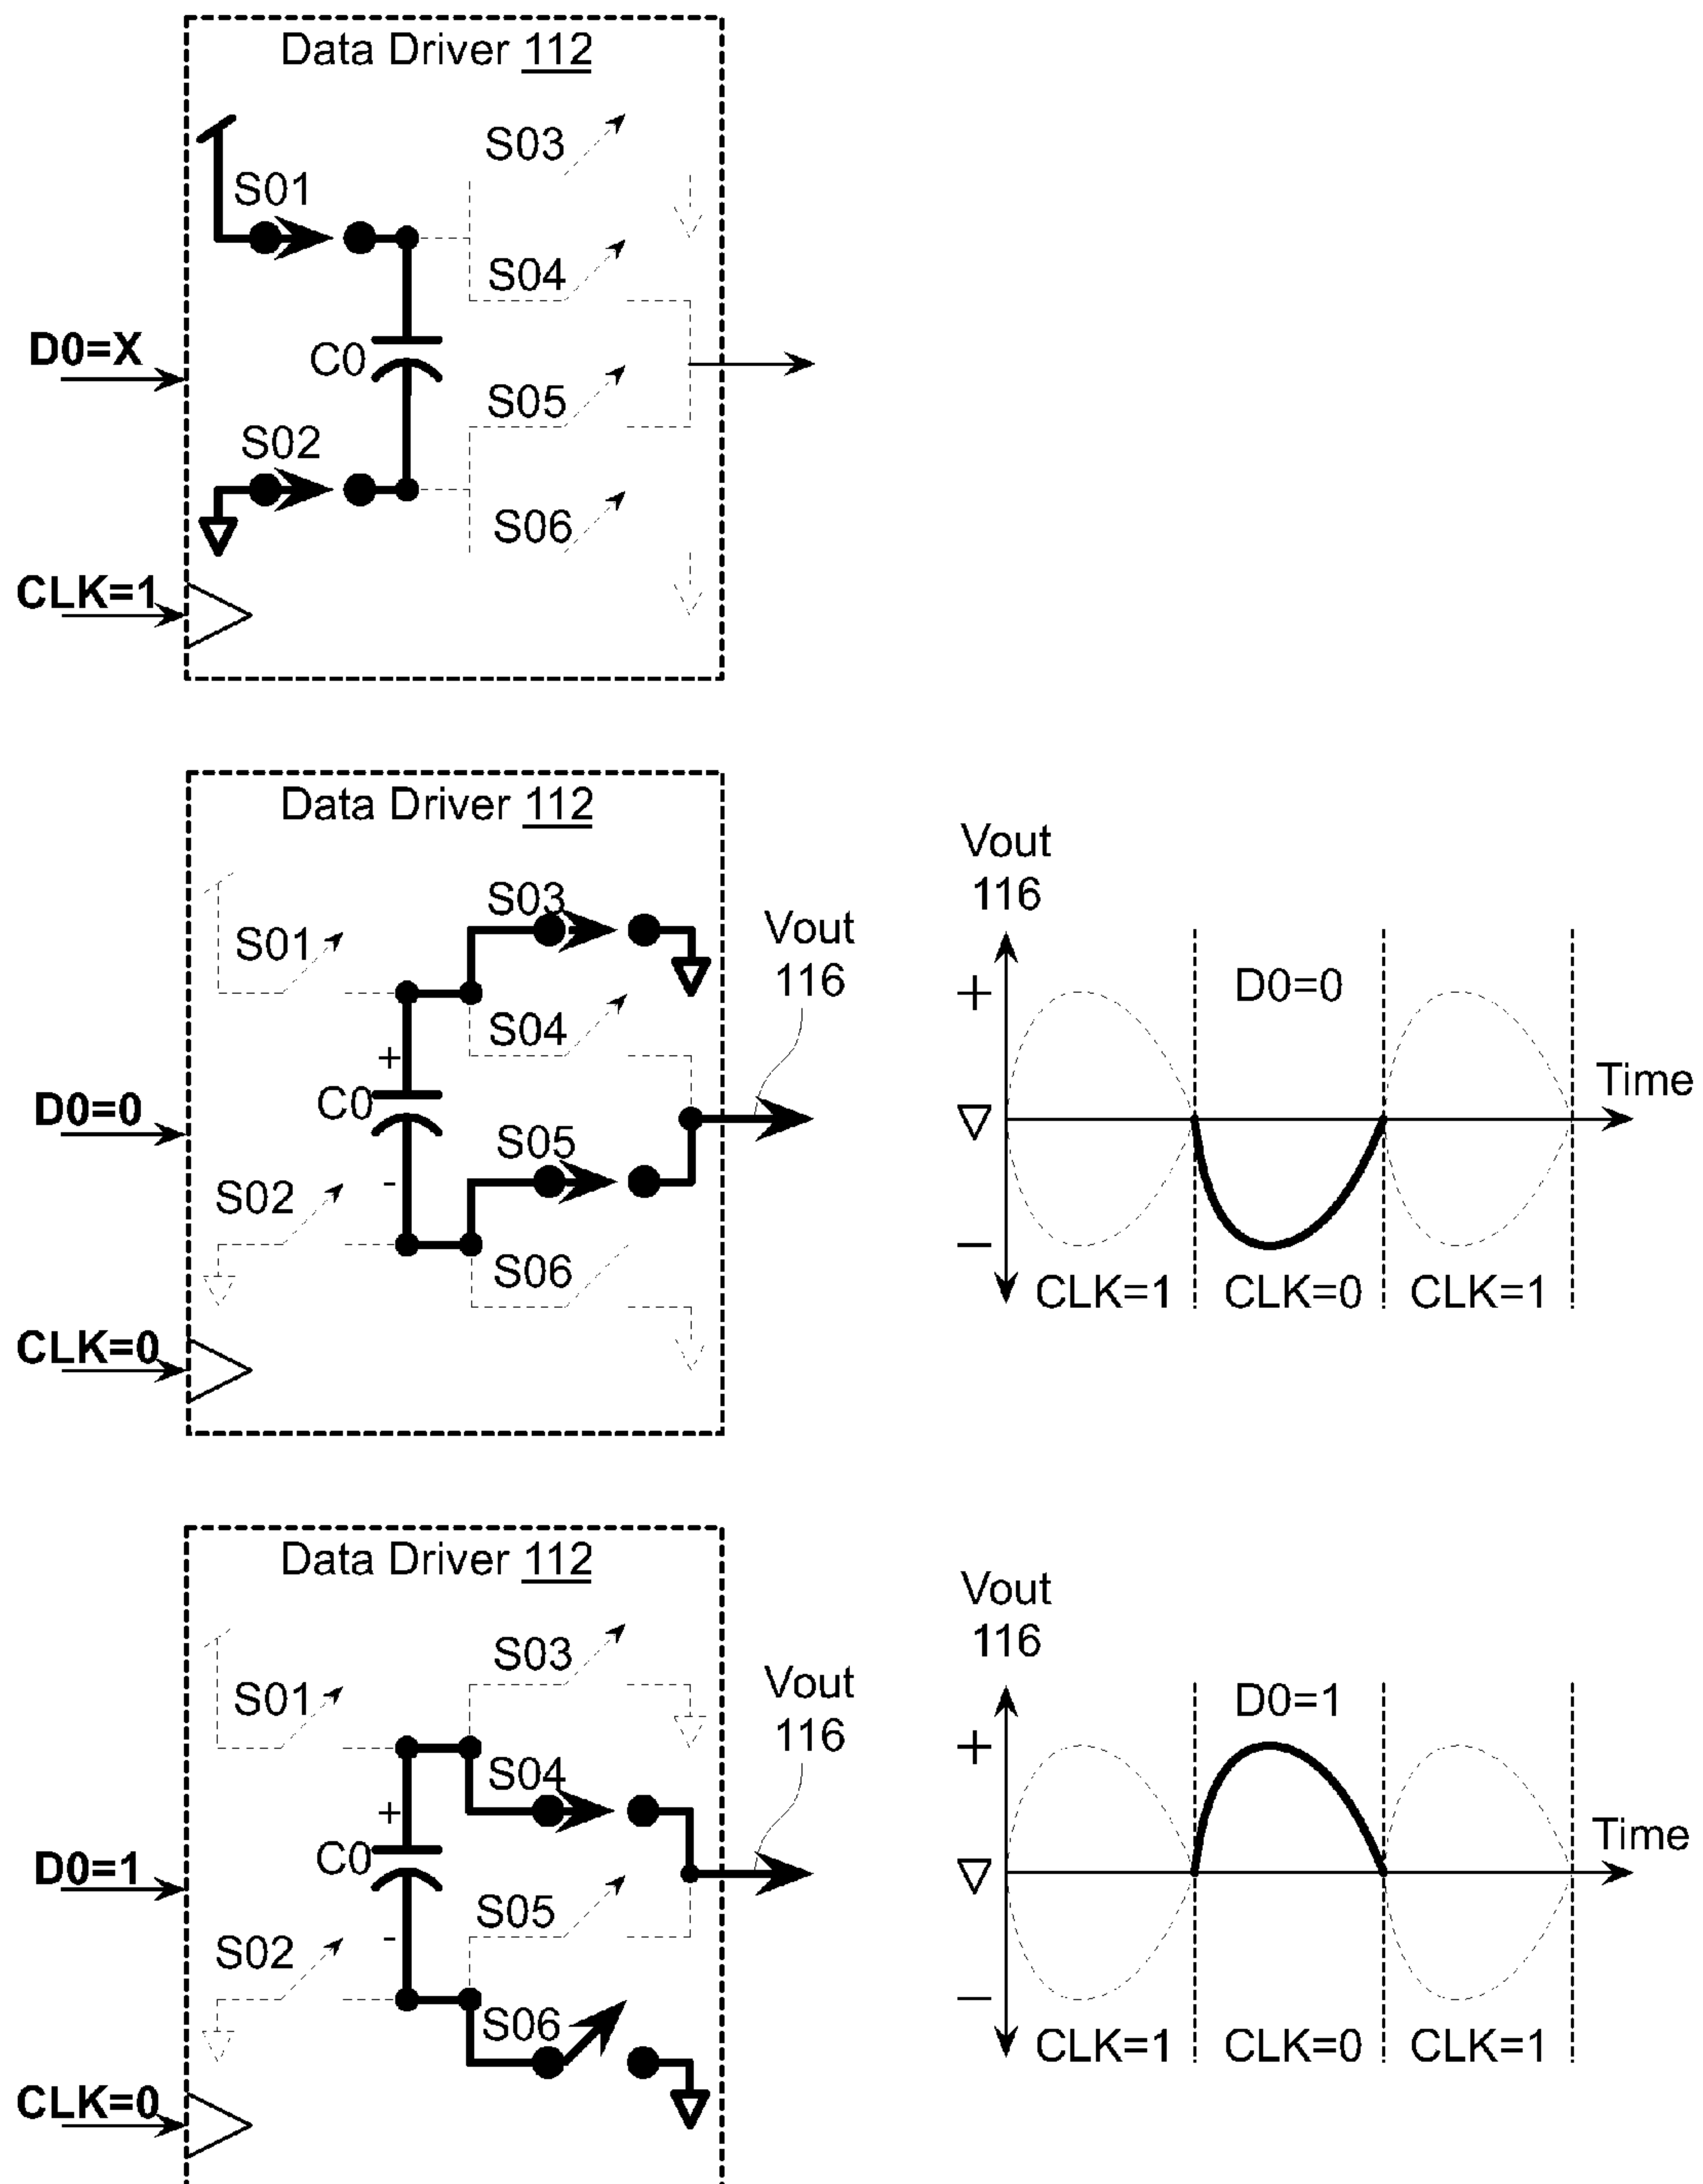 Data Driver 112
S03
S01
S04
D0=X
C0
S05
S02
S06
CLK=1
Data Driver 112
S03
S01
Vout
116
S04
+
C0
D0=0
S05
-
S02
S06
CLK=0
Vout
116
+
D0=0
Time
−
CLK=1 CLK=0 CLK=1
Data Driver 112
S03
S01
Vout
116
S04
+
C0
D0=1
S05
-
S02
S06
CLK=0
Vout
116
D0=1
+
Time
−
CLK=1 CLK=0 CLK=1